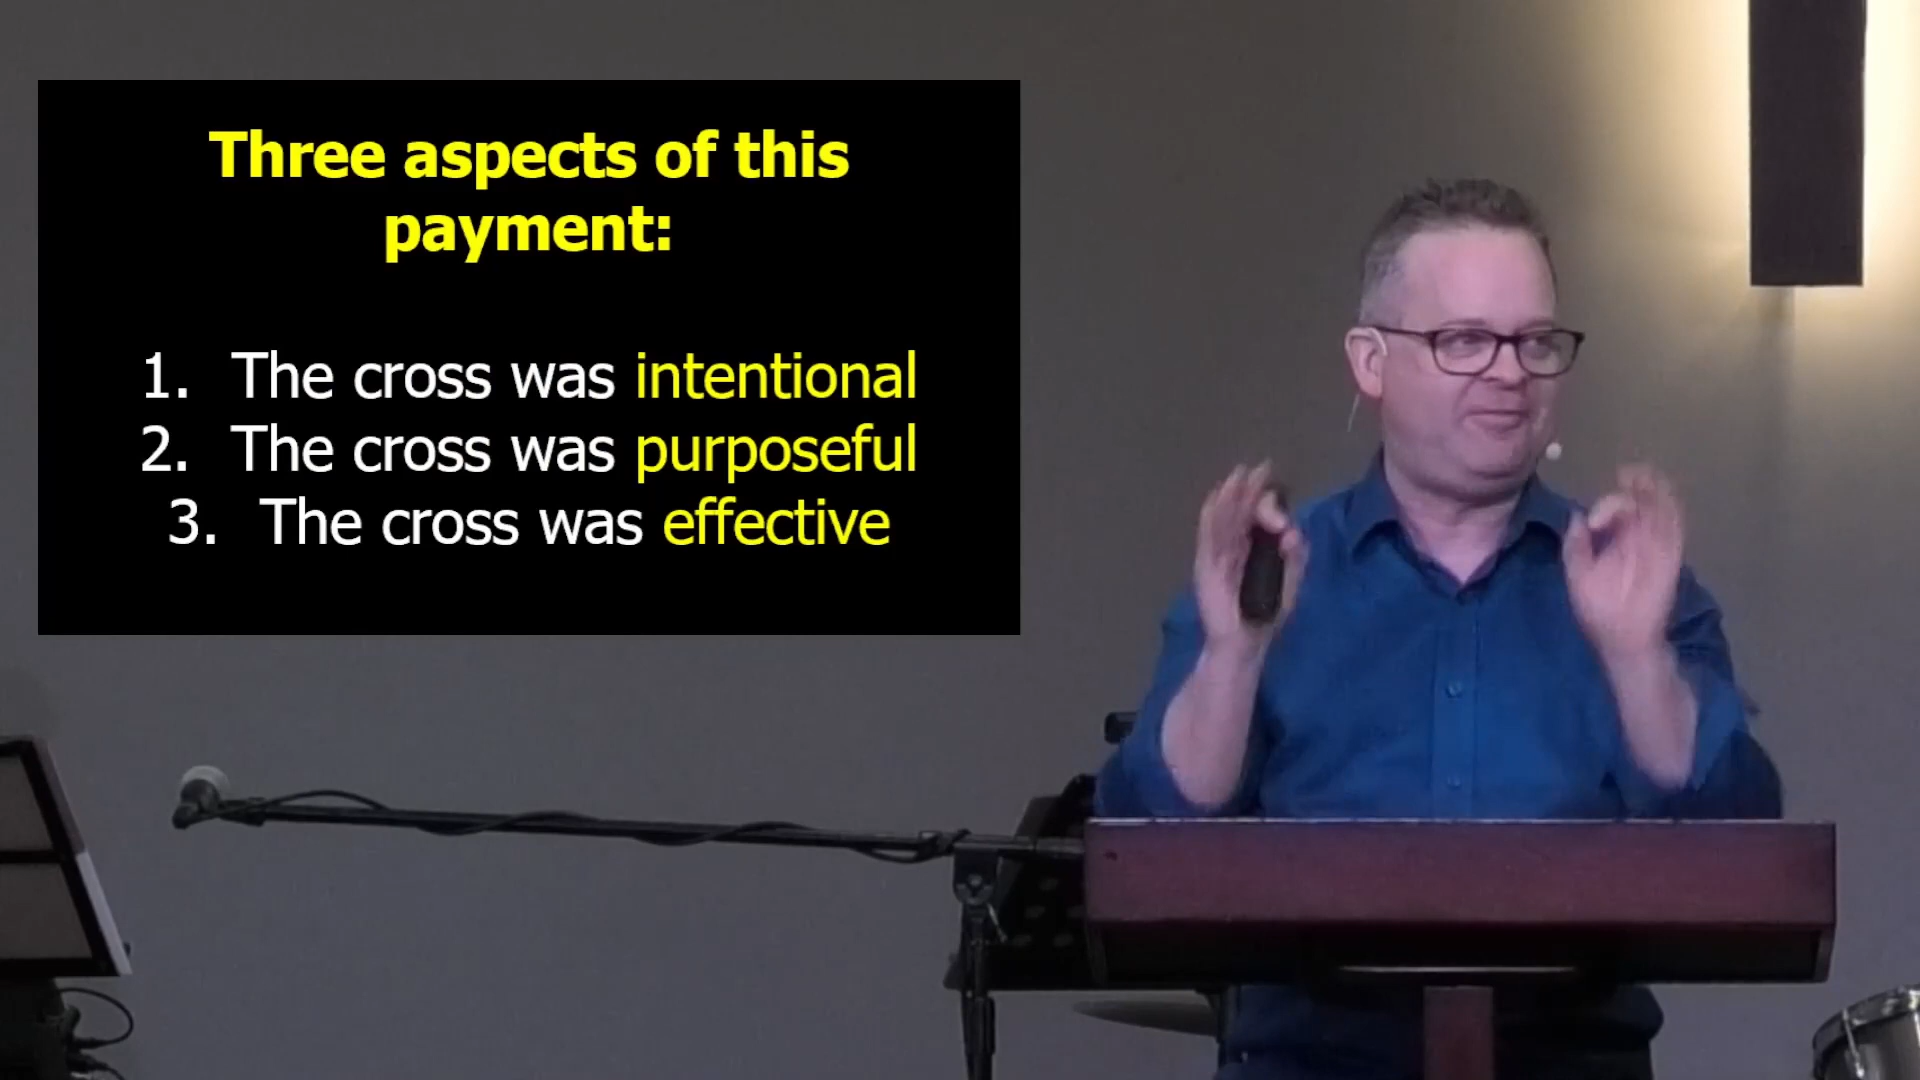 Three aspects of this
payment:
1. The cross was intentional
2. The cross was purposeful
3. The cross was effective